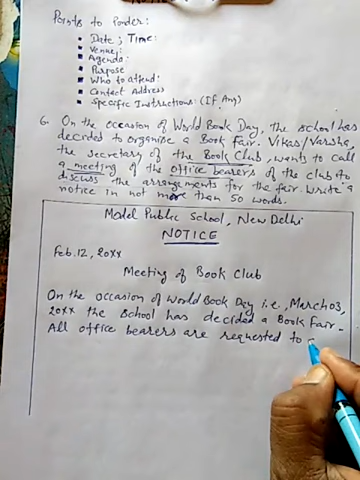 Points to Ponder:
▪ Date ; Time:
▪ Venue;
▪ Agenda:
▪ Purpose
▪ Who to attend:
▪ Contact Address
▪ Specific Instructions: (If Any)
6. On the occasion of World Book Day, the school has
decided to organise a Book Fair. Vikas/Varsha,
the secretary of the Book Club, wants to call
a meeting of the office bearers of the club to
discuss the arrangements for the fair. Write a
notice in not more than 50 words.
Model Public School, New Delhi
NOTICE
Feb. 12, 20XX
Meeting of Book Club
On the occasion of World Book Day i.e., March 03,
20XX the school has decided a Book Fair.
All office bearers are requested to